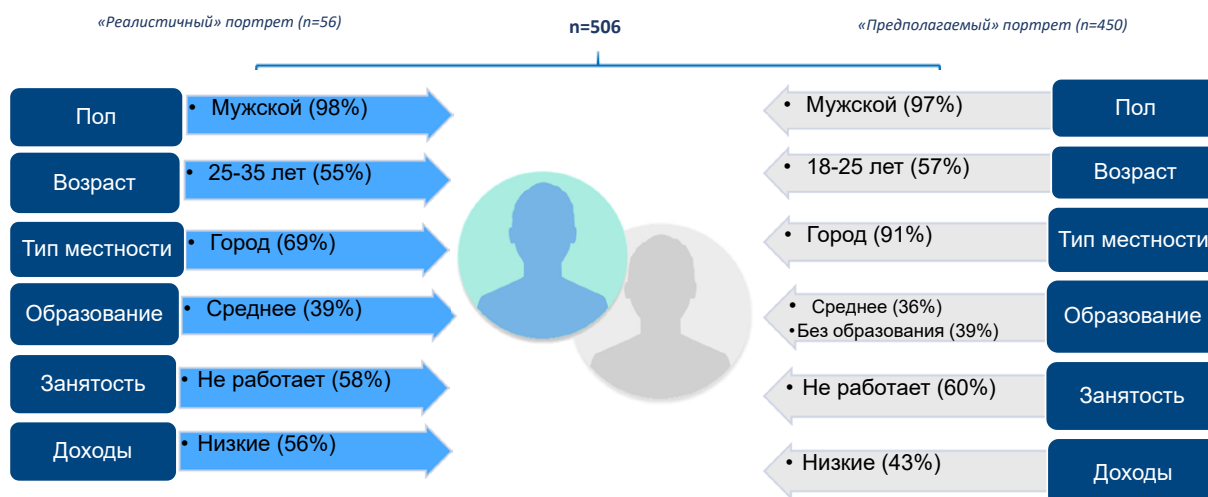 «Реалистичный» портрет (n=56)
n=506
«Предполагаемый» портрет (n=450)
Пол
• Мужской (98%)
• Мужской (97%)
Пол
Возраст
• 25-35 лет (55%)
• 18-25 лет (57%)
Возраст
Тип местности
• Город (69%)
• Город (91%)
Тип местности
Образование
• Среднее (39%)
• Среднее (36%)
•Без образования (39%)
Образование
Занятость
• Не работает (58%)
• Не работает (60%)
Занятость
Доходы
• Низкие (56%)
• Низкие (43%)
Доходы